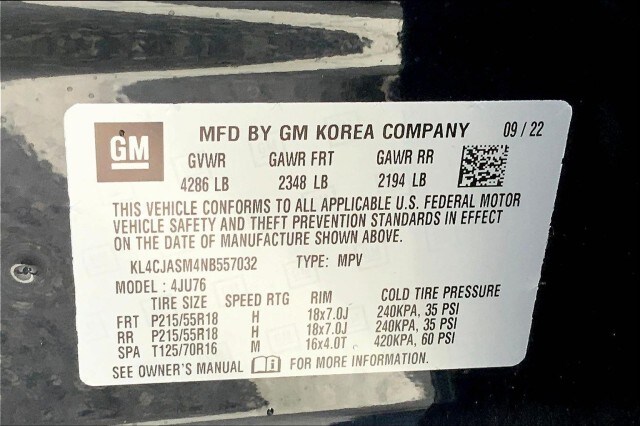 GM MFD BY GM KOREA COMPANY 09 / 22
GVWR GAWR FRT GAWR RR
4286 LB 2348 LB 2194 LB
THIS VEHICLE CONFORMS TO ALL APPLICABLE U.S. FEDERAL MOTOR
VEHICLE SAFETY AND THEFT PREVENTION STANDARDS IN EFFECT
ON THE DATE OF MANUFACTURE SHOWN ABOVE.
KL4CJASM4NB557032 TYPE: MPV
MODEL : 4JU76
TIRE SIZE SPEED RTG RIM COLD TIRE PRESSURE
FRT P215/55R18 H 18x7.0J 240KPA, 35 PSI
RR P215/55R18 H 18x7.0J 240KPA, 35 PSI
SPA T125/70R16 M 16x4.0T 420KPA, 60 PSI
SEE OWNER'S MANUAL i FOR MORE INFORMATION.